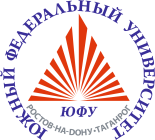 ЮЖНЫЙ ФЕДЕРАЛЬНЫЙ УНИВЕРСИТЕТ
ЮФУ
РОСТОВ-НА-ДОНУ-ТАГАНРОГ